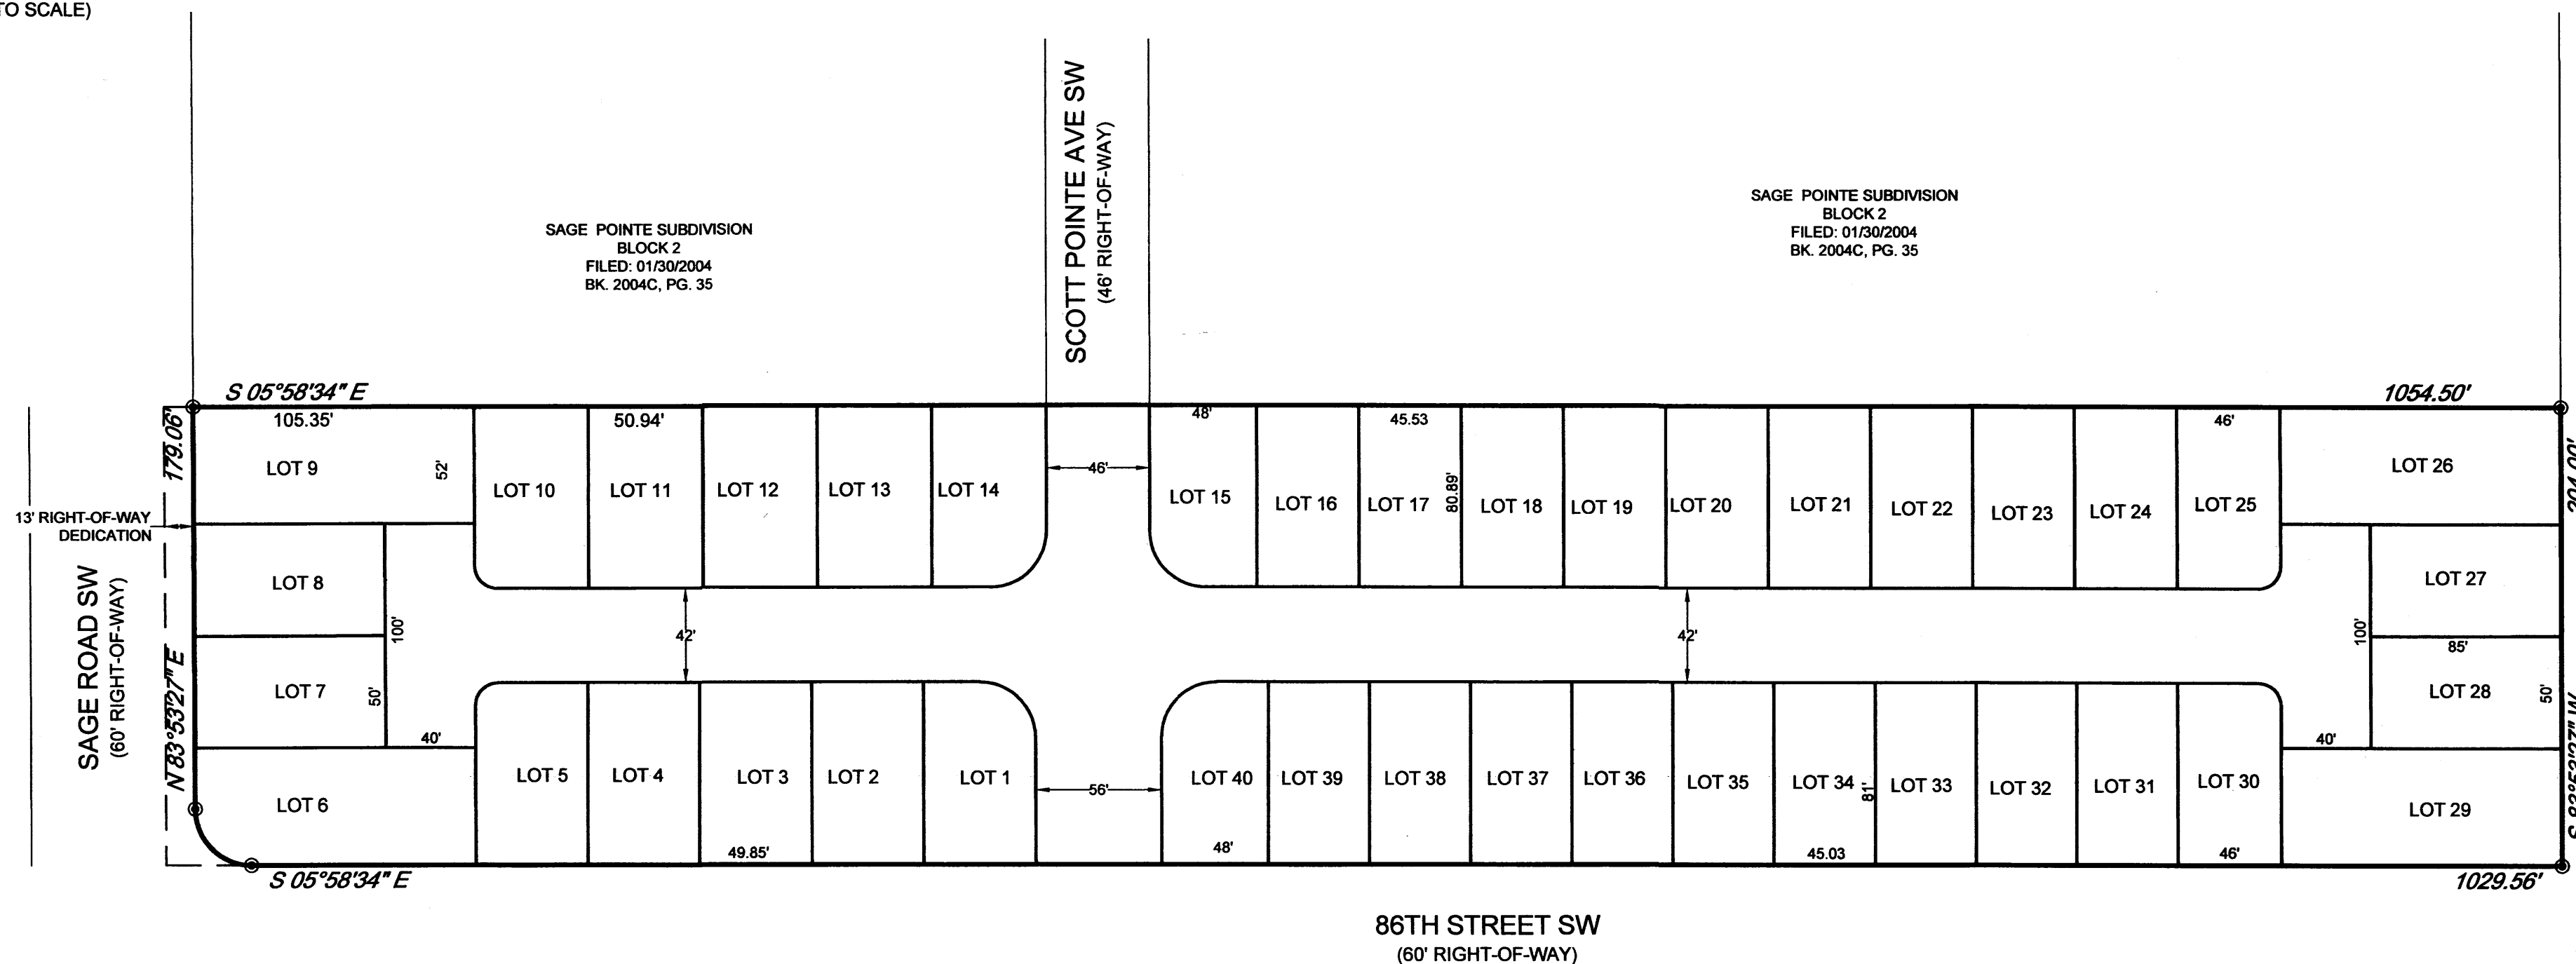 TO SCALE)
SCOTT POINTE AVE SW
(46' RIGHT-OF-WAY)
SAGE POINTE SUBDIVISION
BLOCK 2
FILED: 01/30/2004
BK. 2004C, PG. 35
SAGE POINTE SUBDIVISION
BLOCK 2
FILED: 01/30/2004
BK. 2004C, PG. 35
S 05°58'34" E
1054.50'
179.06'
105.35'
50.94'
48'
45.53
46'
LOT 9
52'
LOT 10
LOT 11
LOT 12
LOT 13
LOT 14
46'
LOT 15
LOT 16
LOT 17
80.89'
LOT 18
LOT 19
LOT 20
LOT 21
LOT 22
LOT 23
LOT 24
LOT 25
LOT 26
204.00'
13' RIGHT-OF-WAY
DEDICATION
SAGE ROAD SW
(60' RIGHT-OF-WAY)
N 83°53'27" E
LOT 8
100'
42'
42'
100'
LOT 27
85'
LOT 7
50'
LOT 28
50'
40'
40'
LOT 6
LOT 5
LOT 4
LOT 3
LOT 2
LOT 1
56'
LOT 40
LOT 39
LOT 38
LOT 37
LOT 36
LOT 35
LOT 34
81'
LOT 33
LOT 32
LOT 31
LOT 30
LOT 29
S 83°53'27" W
49.85'
48'
45.03
46'
S 05°58'34" E
1029.56'
86TH STREET SW
(60' RIGHT-OF-WAY)